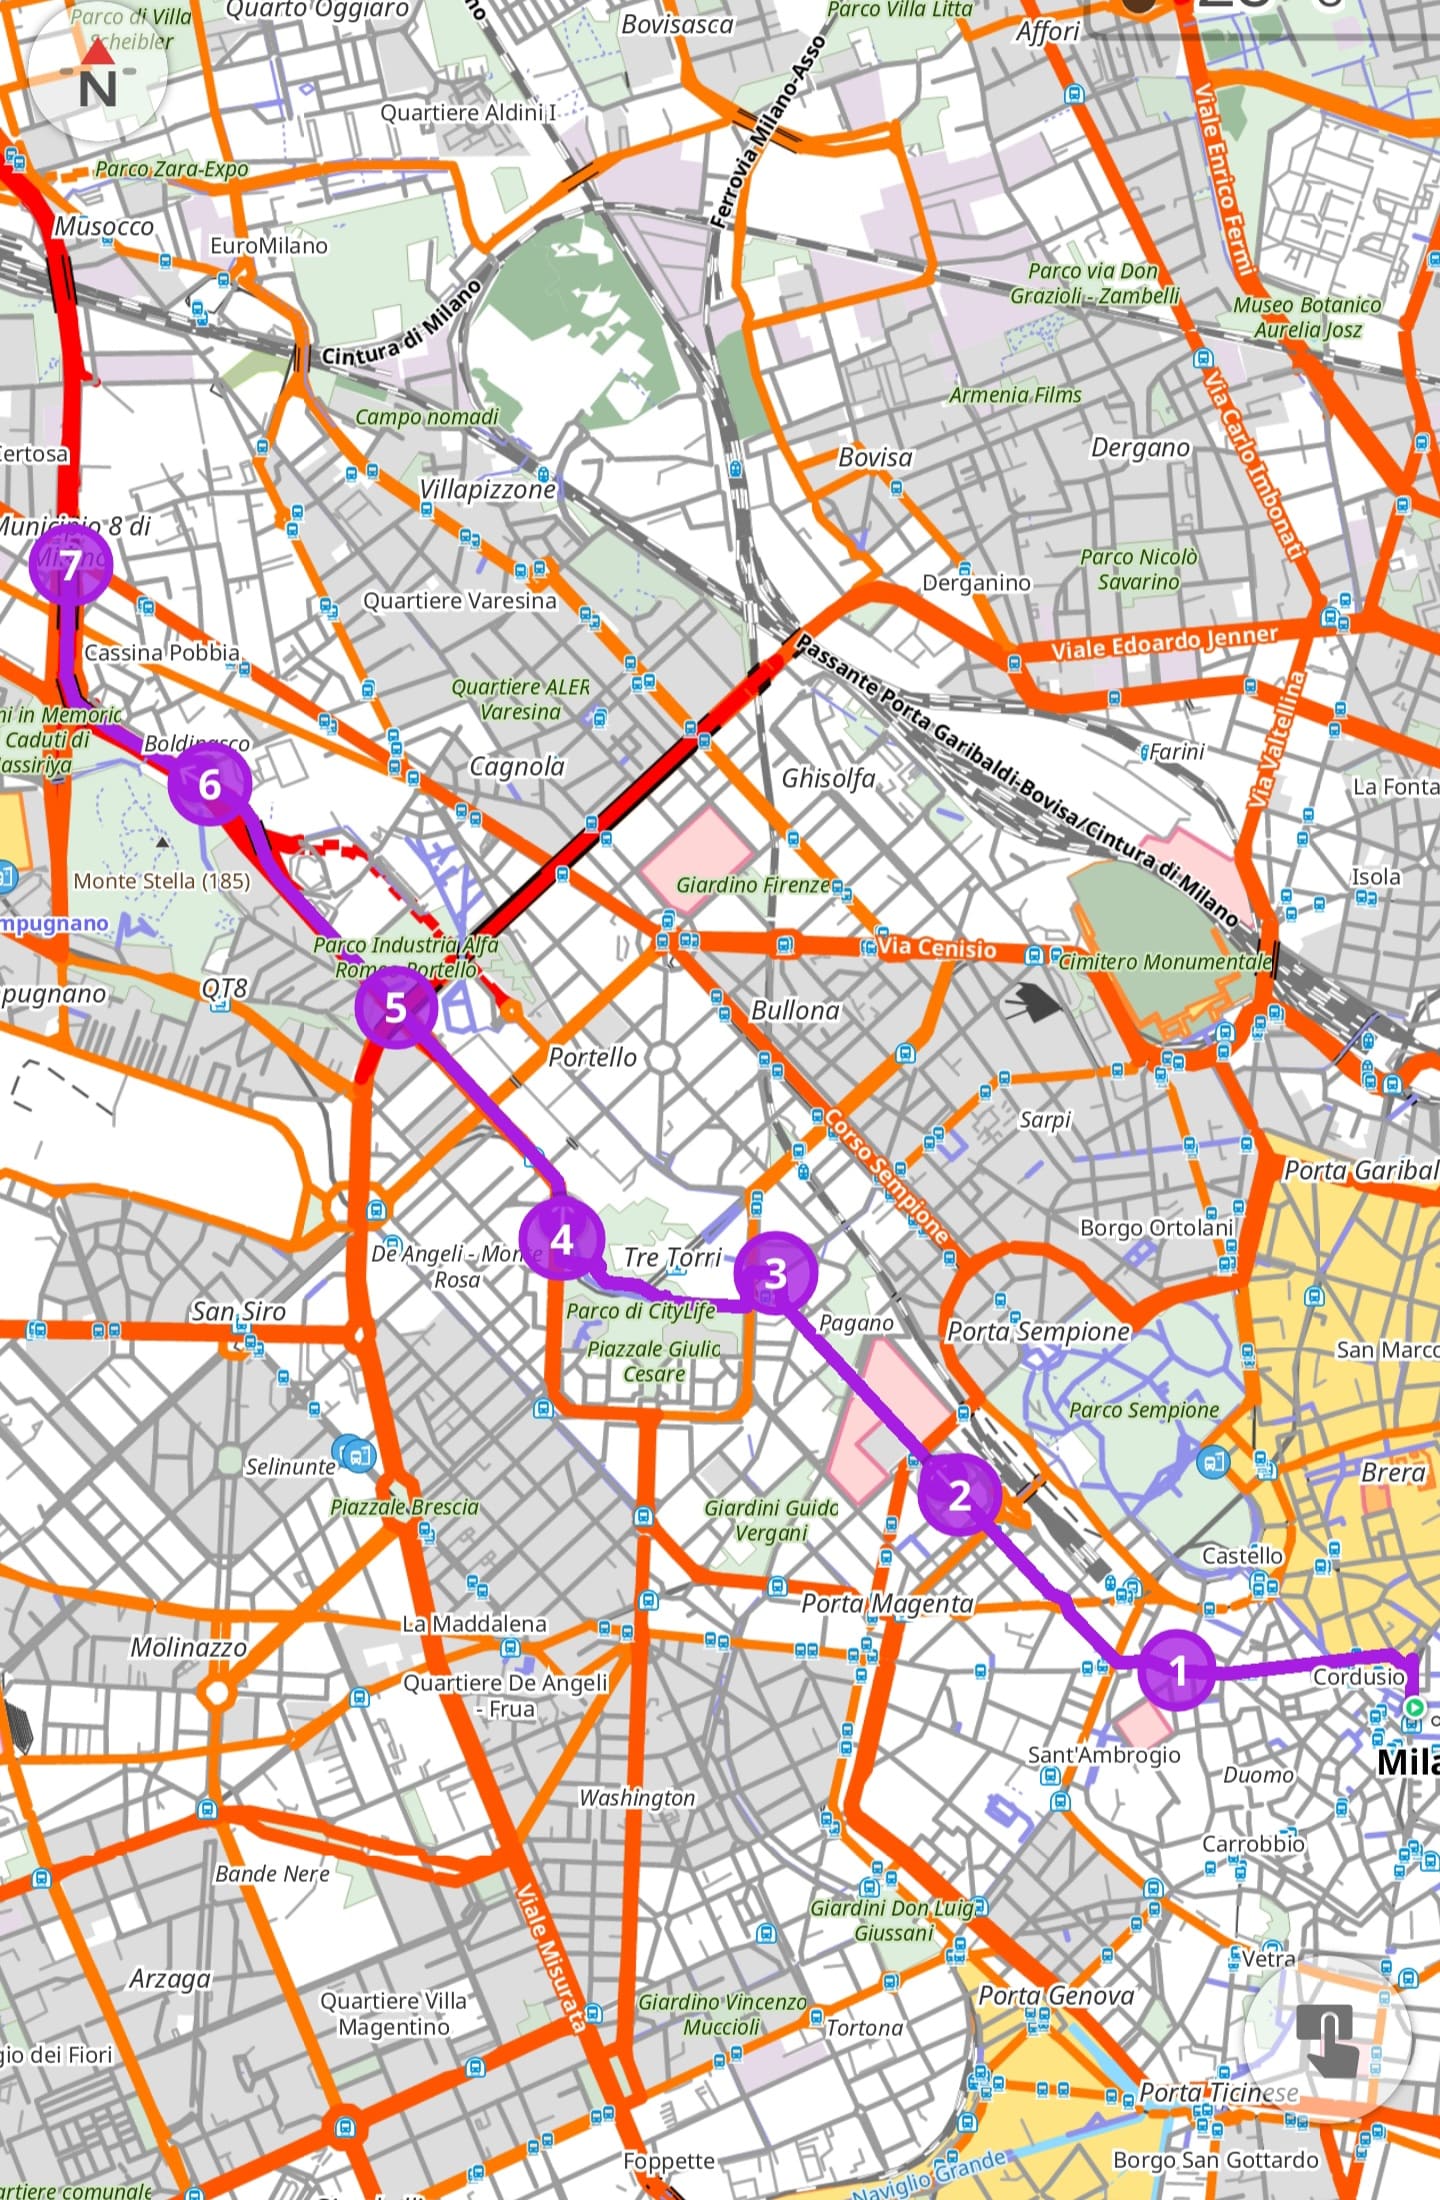 Parco di Villa
Scheibler
Quarto Oggiaro
Bovisasca
Parco Villa Litta
Affori
N
Quartiere Aldini I
Ferrovia Milano-Asso
Viale Enrico Fermi
Parco Zara-Expo
Musocco
EuroMilano
Parco via Don
Grazioli - Zambelli
Museo Botanico
Aurelia Josz
Cintura di Milano
Campo nomadi
Armenia Films
Via Carlo Imbonati
Certosa
Bovisa
Dergano
Villapizzone
Municipio 8 di
Milano
7
Parco Nicolò
Savarino
Derganino
Quartiere Varesina
Cassina Pobbia
Viale Edoardo Jenner
Passante Porta Garibaldi-Bovisa/Cintura di Milano
Quartiere ALER
Varesina
ni in Memoria
Caduti di
assiriya
Boldinasco
Via Valtellina
Farini
Cagnola
Ghisolfa
6
La Fonta
Monte Stella (185)
Giardino Firenze
Isola
mpugnano
Parco Industria Alfa
Romeo-Portello
Via Cenisio
Cimitero Monumentale
pugnano
QT8
5
Bullona
Portello
Sarpi
Corso Sempione
Porta Garibal
4
Borgo Ortolani
De Angeli - Monte
Rosa
Tre Torri
3
San Siro
Parco di CityLife
Pagano
Porta Sempione
Piazzale Giulio
Cesare
San Marco
Parco Sempione
Selinunte
Brera
2
Piazzale Brescia
Giardini Guido
Vergani
Castello
Porta Magenta
La Maddalena
Molinazzo
1
Cordusio
Quartiere De Angeli
- Frua
Sant'Ambrogio
Mila
Duomo
Washington
Carrobbio
Bande Nere
Viale Misurata
Giardini Don Luigi
Giussani
Vetra
Arzaga
Quartiere Villa
Magentino
Giardino Vincenzo
Muccioli
Porta Genova
Tortona
gio dei Fiori
Porta Ticinese
Foppette
Borgo San Gottardo
Naviglio Grande
artiere comunale